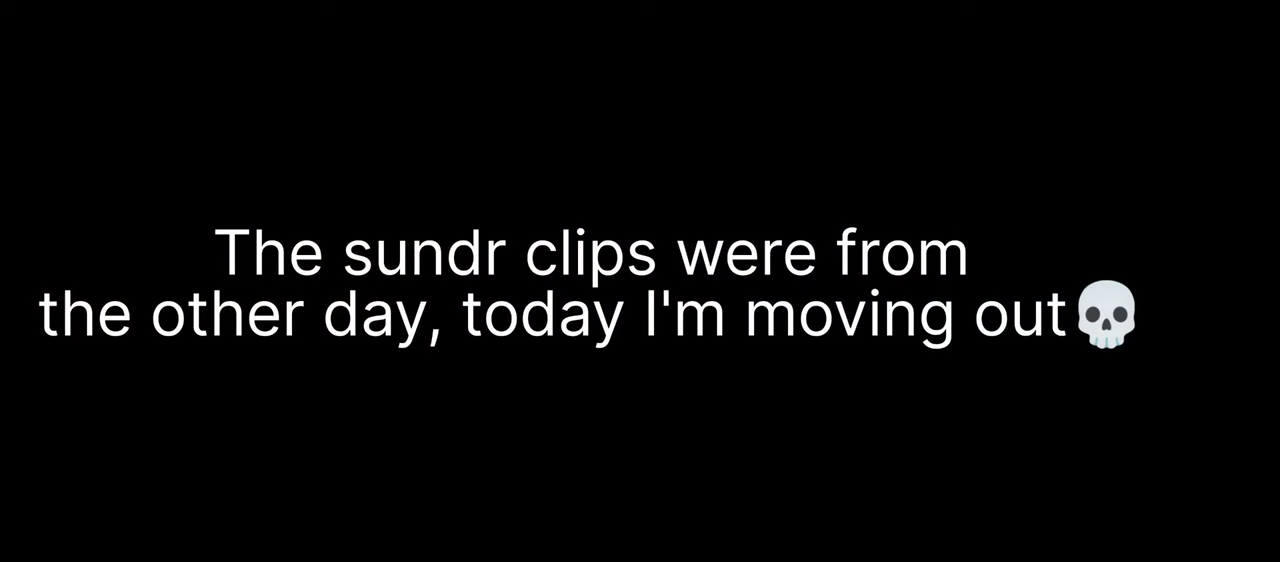 The sundr clips were from
the other day, today I'm moving out💀